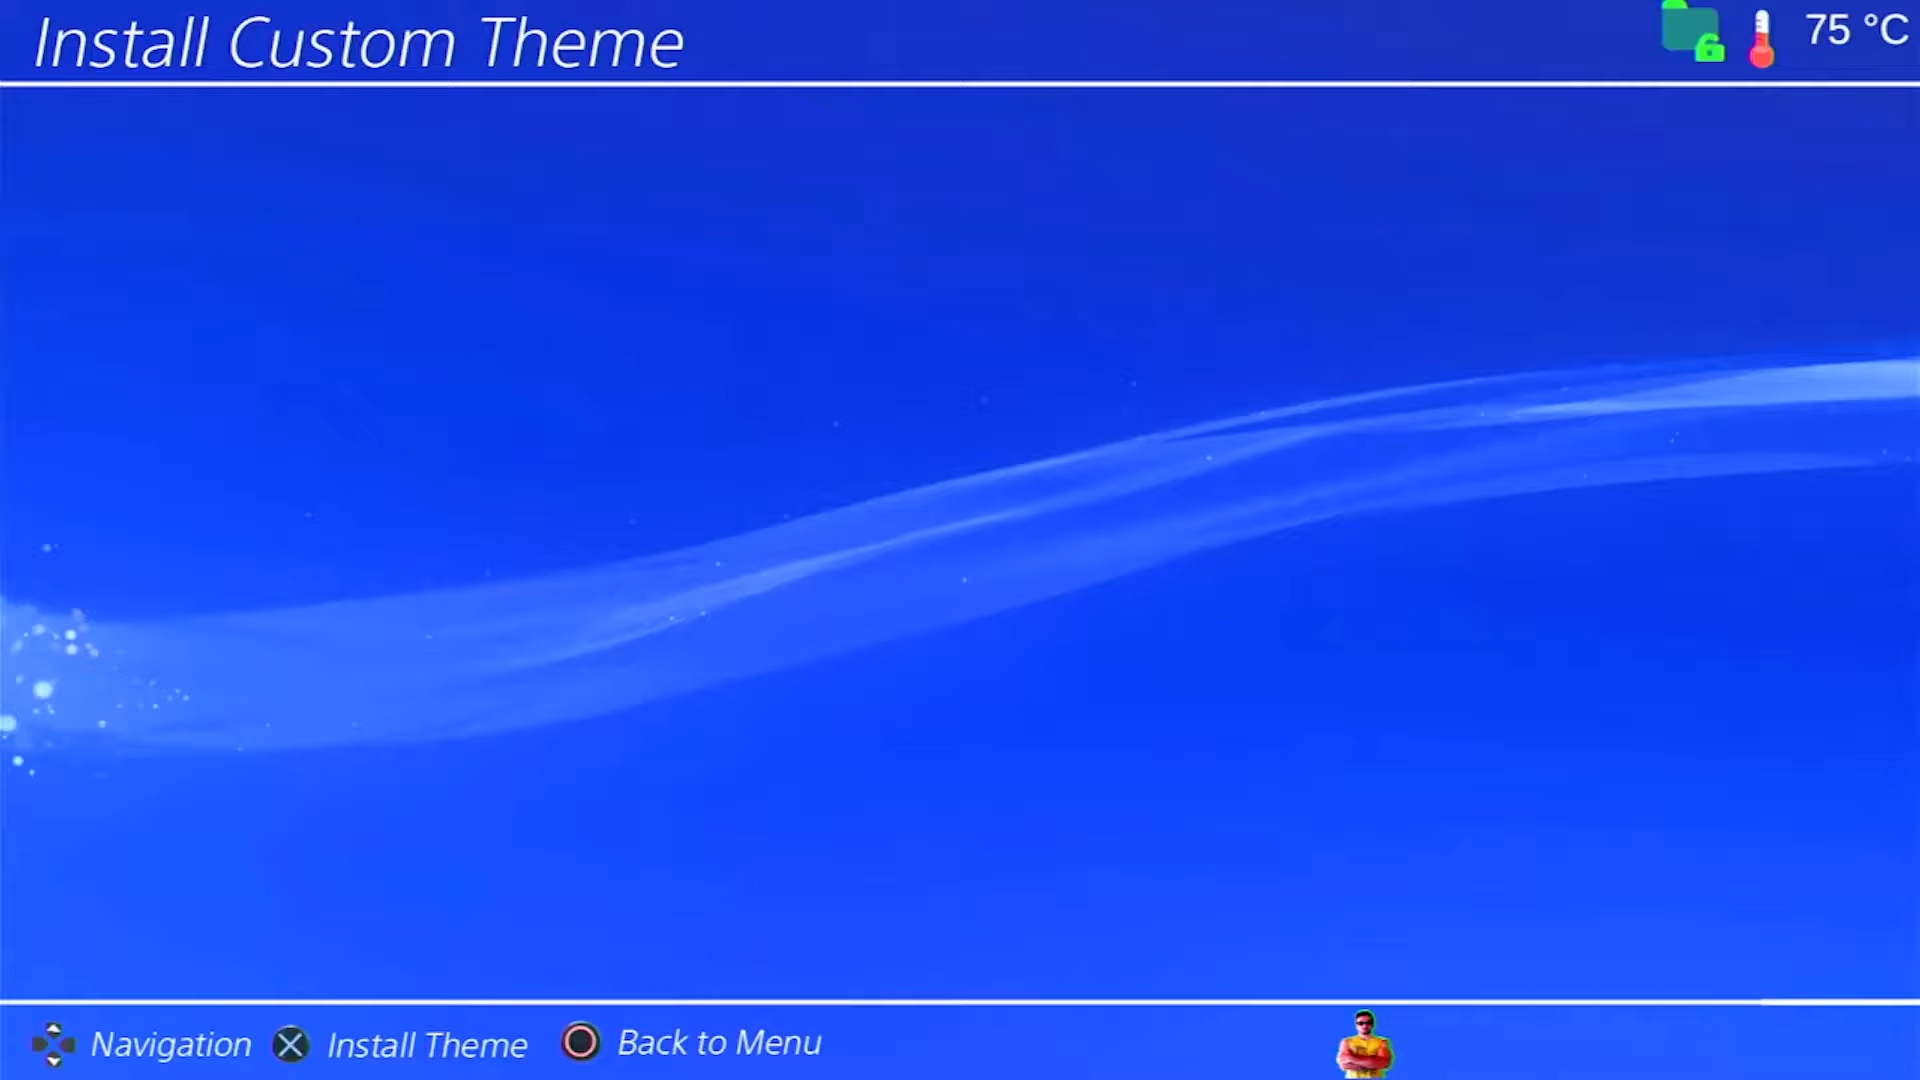 Install Custom Theme
75 °C
Navigation
Install Theme
Back to Menu